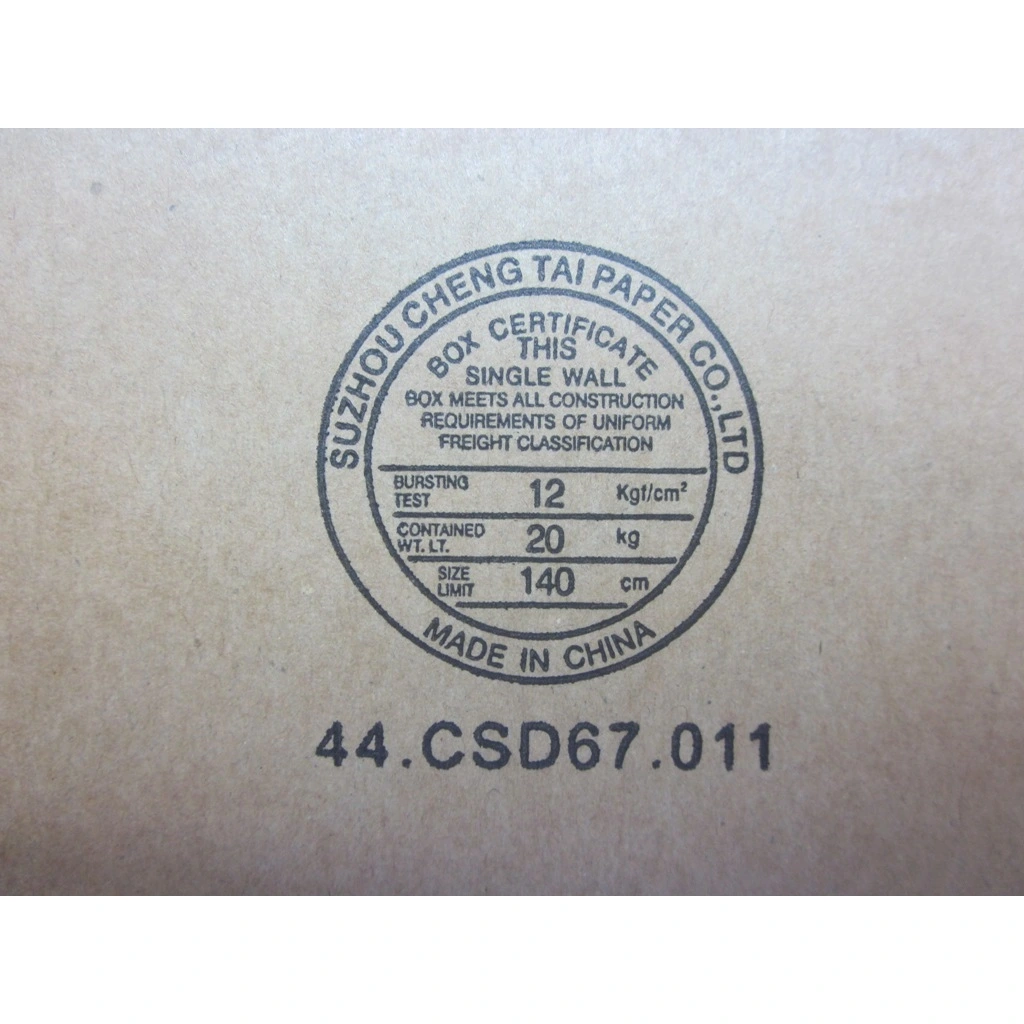 SUZHOU CHENG TAI PAPER CO.,LTD
BOX CERTIFICATE
THIS
SINGLE WALL
BOX MEETS ALL CONSTRUCTION
REQUIREMENTS OF UNIFORM
FREIGHT CLASSIFICATION
BURSTING TEST 12 Kgf/cm²
CONTAINED WT. LT. 20 kg
SIZE LIMIT 140 cm
MADE IN CHINA
44.CSD67.011